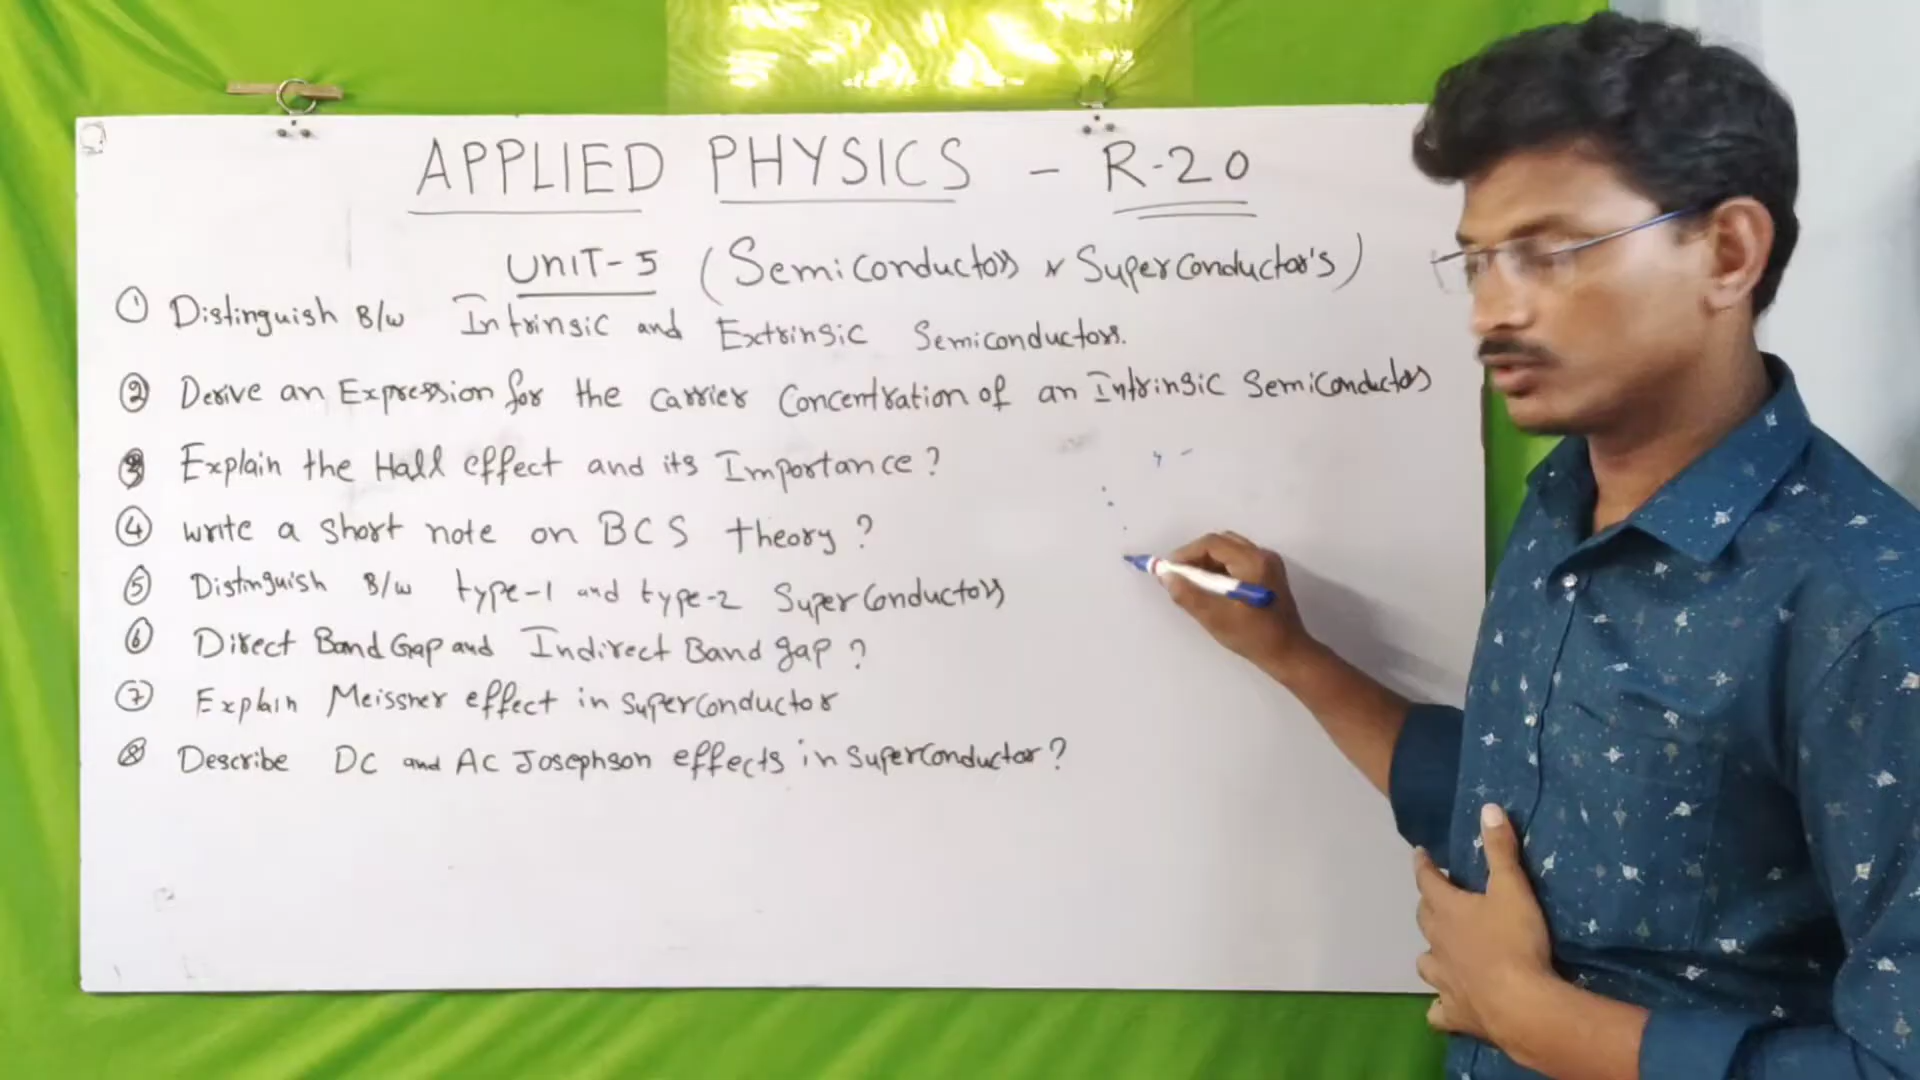 APPLIED PHYSICS - R-20
UNIT-5 (Semiconductors & Superconductor's)
① Distinguish B/w Intrinsic and Extrinsic Semiconductors.
② Derive an Expression for the carrier Concentration of an Intrinsic Semiconductors
③ Explain the Hall effect and its Importance?
④ write a short note on BCS theory?
⑤ Distinguish B/w type-1 and type-2 SuperConductors
⑥ Direct Band Gap and Indirect Band gap?
⑦ Explain Meissner effect in Superconductor
⑧ Describe DC and AC Josephson effects in SuperConductor?